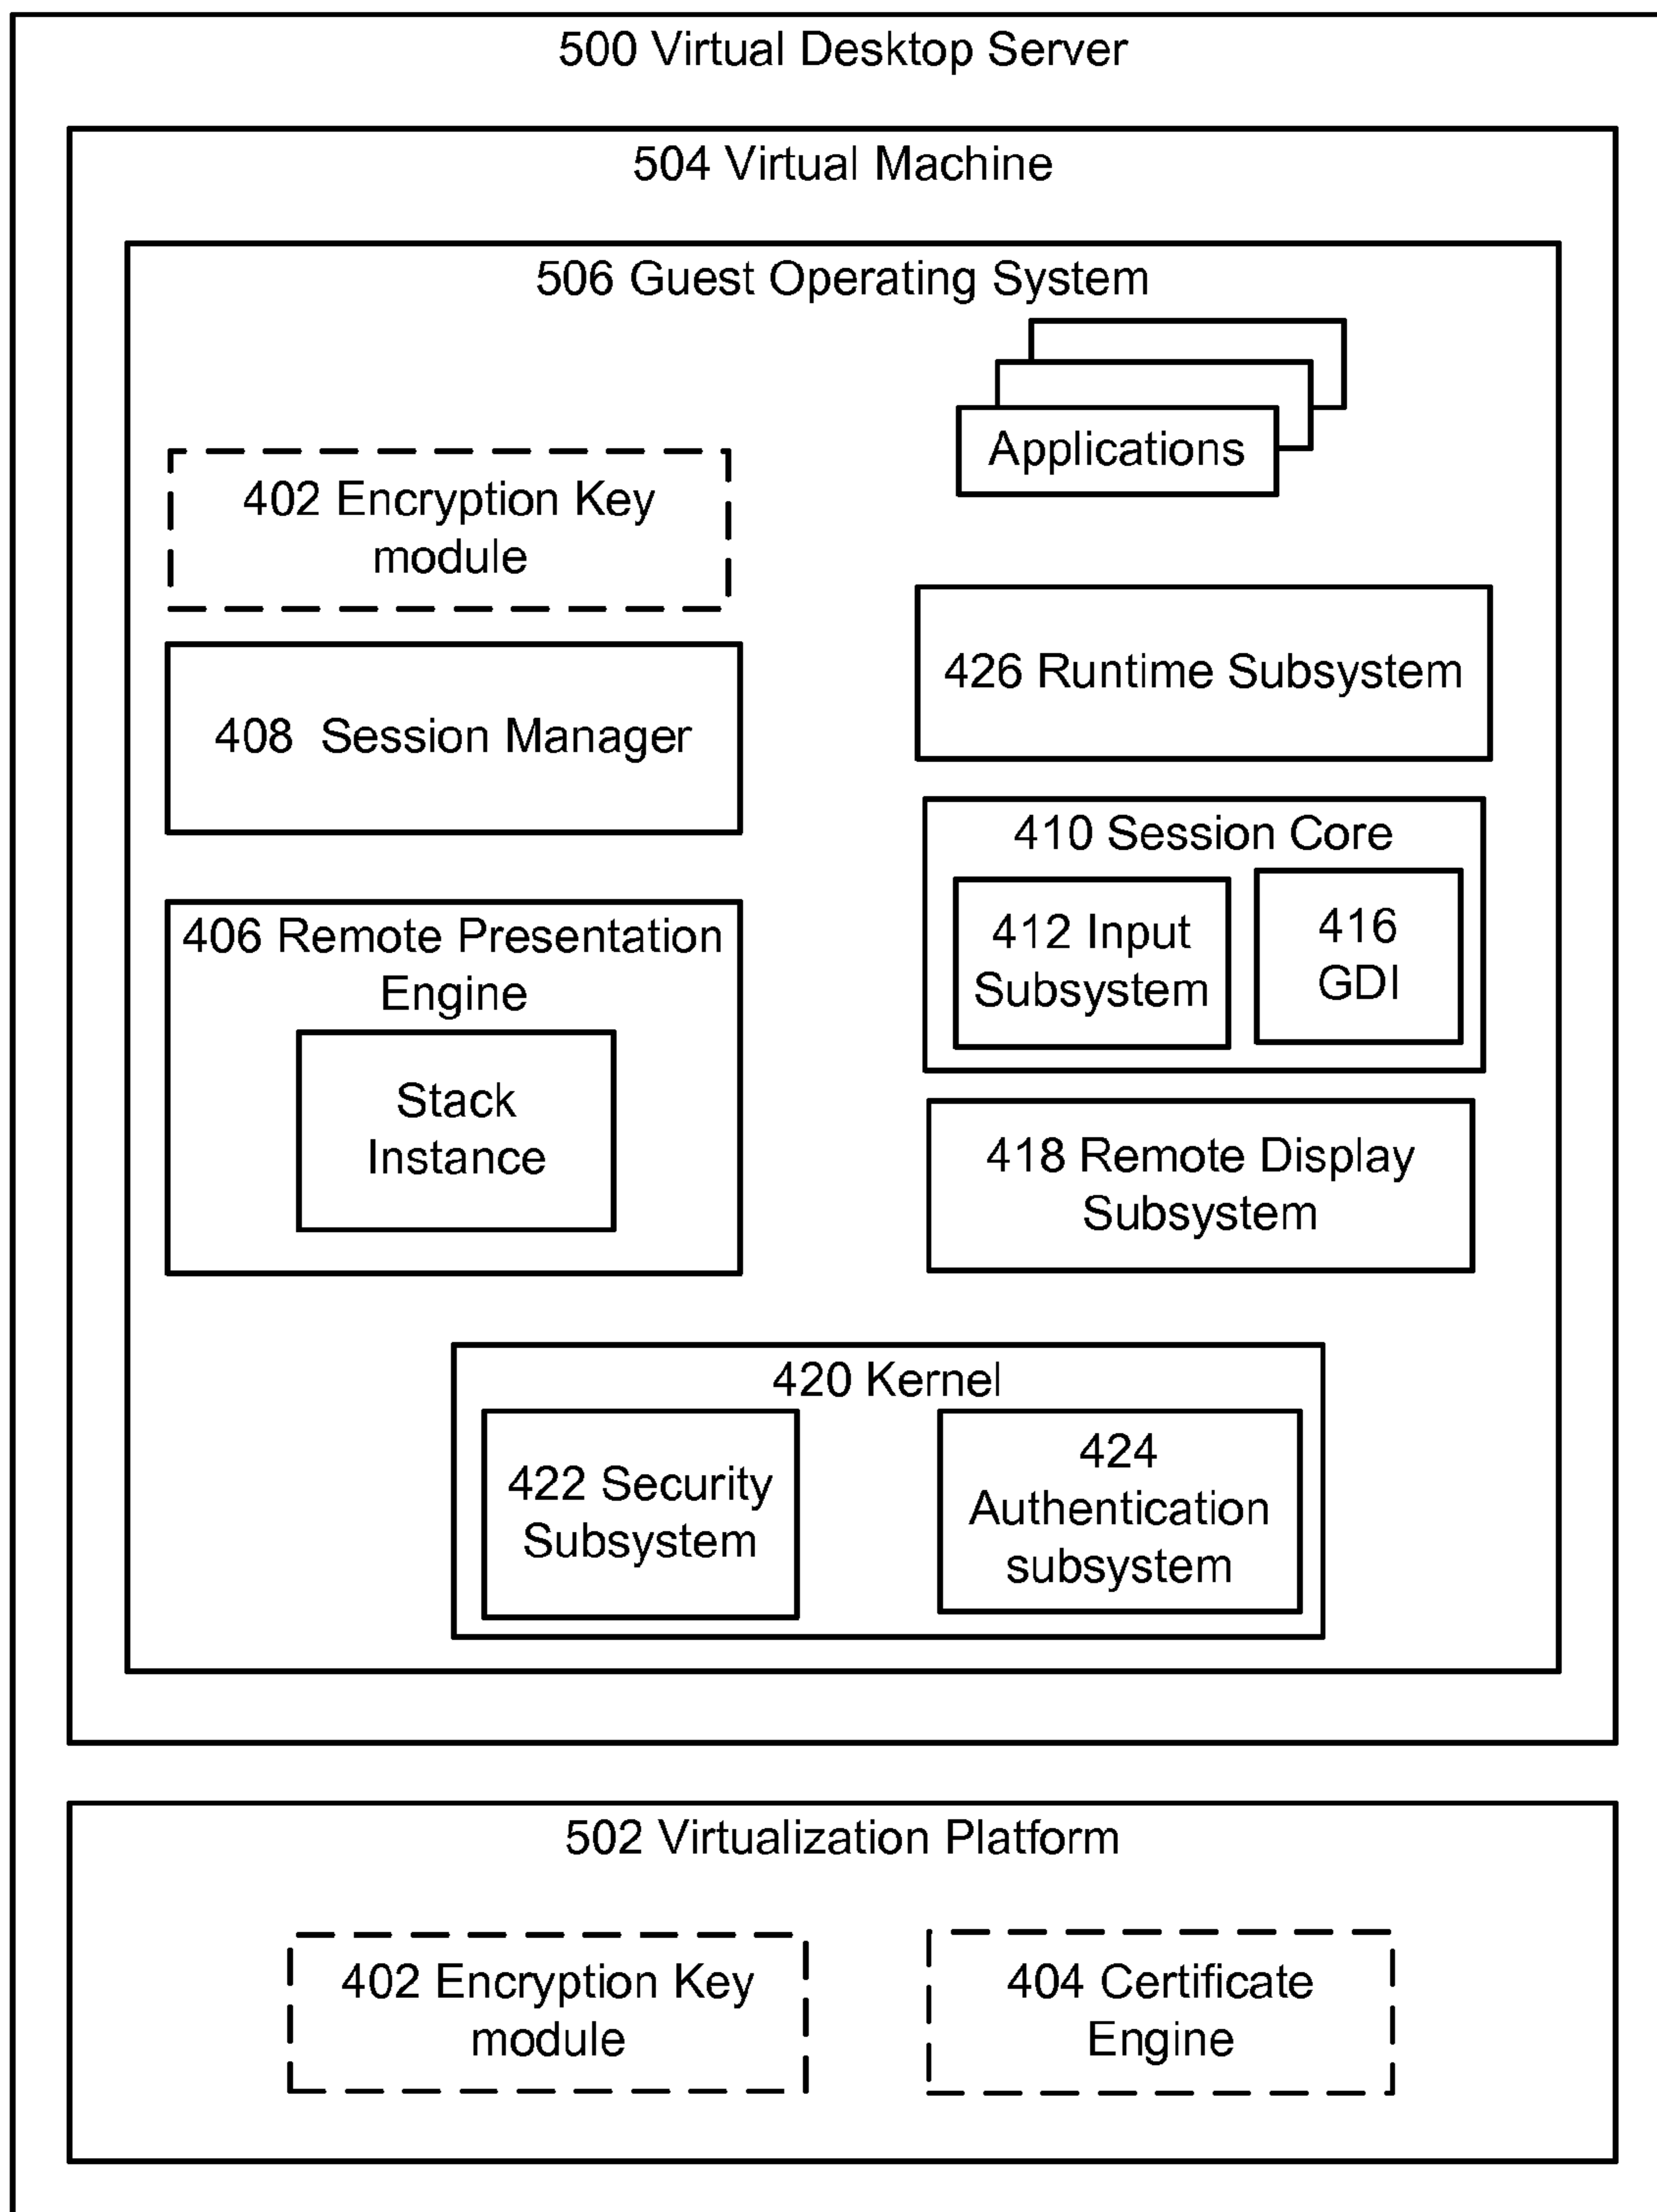 500 Virtual Desktop Server
504 Virtual Machine
506 Guest Operating System
Applications
402 Encryption Key
module
408 Session Manager
426 Runtime Subsystem
410 Session Core
412 Input
Subsystem
416
GDI
406 Remote Presentation
Engine
Stack
Instance
418 Remote Display
Subsystem
420 Kernel
422 Security
Subsystem
424
Authentication
subsystem
502 Virtualization Platform
402 Encryption Key
module
404 Certificate
Engine